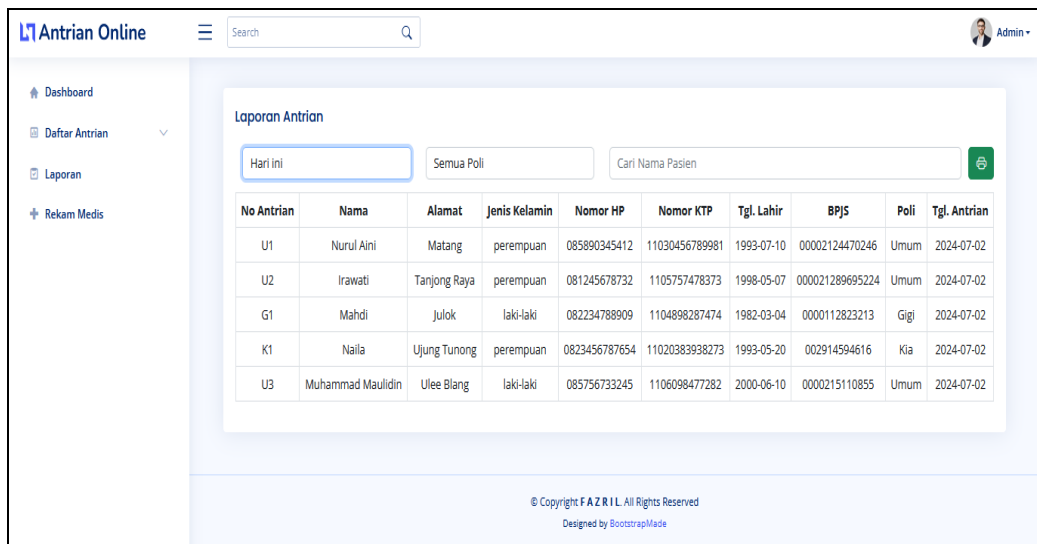 Antrian Online
Search
Admin
Dashboard
Daftar Antrian
Laporan
Rekam Medis
Laporan Antrian
Hari ini Semua Poli Cari Nama Pasien
No Antrian Nama Alamat Jenis Kelamin Nomor HP Nomor KTP Tgl. Lahir BPJS Poli Tgl. Antrian
U1 Nurul Aini Matang perempuan 085890345412 11030456789981 1993-07-10 00002124470246 Umum 2024-07-02
U2 Irawati Tanjong Raya perempuan 081245678732 1105757478373 1998-05-07 000021289695224 Umum 2024-07-02
G1 Mahdi Julok laki-laki 082234788909 1104898287474 1982-03-04 0000112823213 Gigi 2024-07-02
K1 Naila Ujung Tunong perempuan 0823456787654 11020383938273 1993-05-20 002914594616 Kia 2024-07-02
U3 Muhammad Maulidin Ulee Blang laki-laki 085756733245 1106098477282 2000-06-10 0000215110855 Umum 2024-07-02
© Copyright F A Z R I L. All Rights Reserved
Designed by BootstrapMade